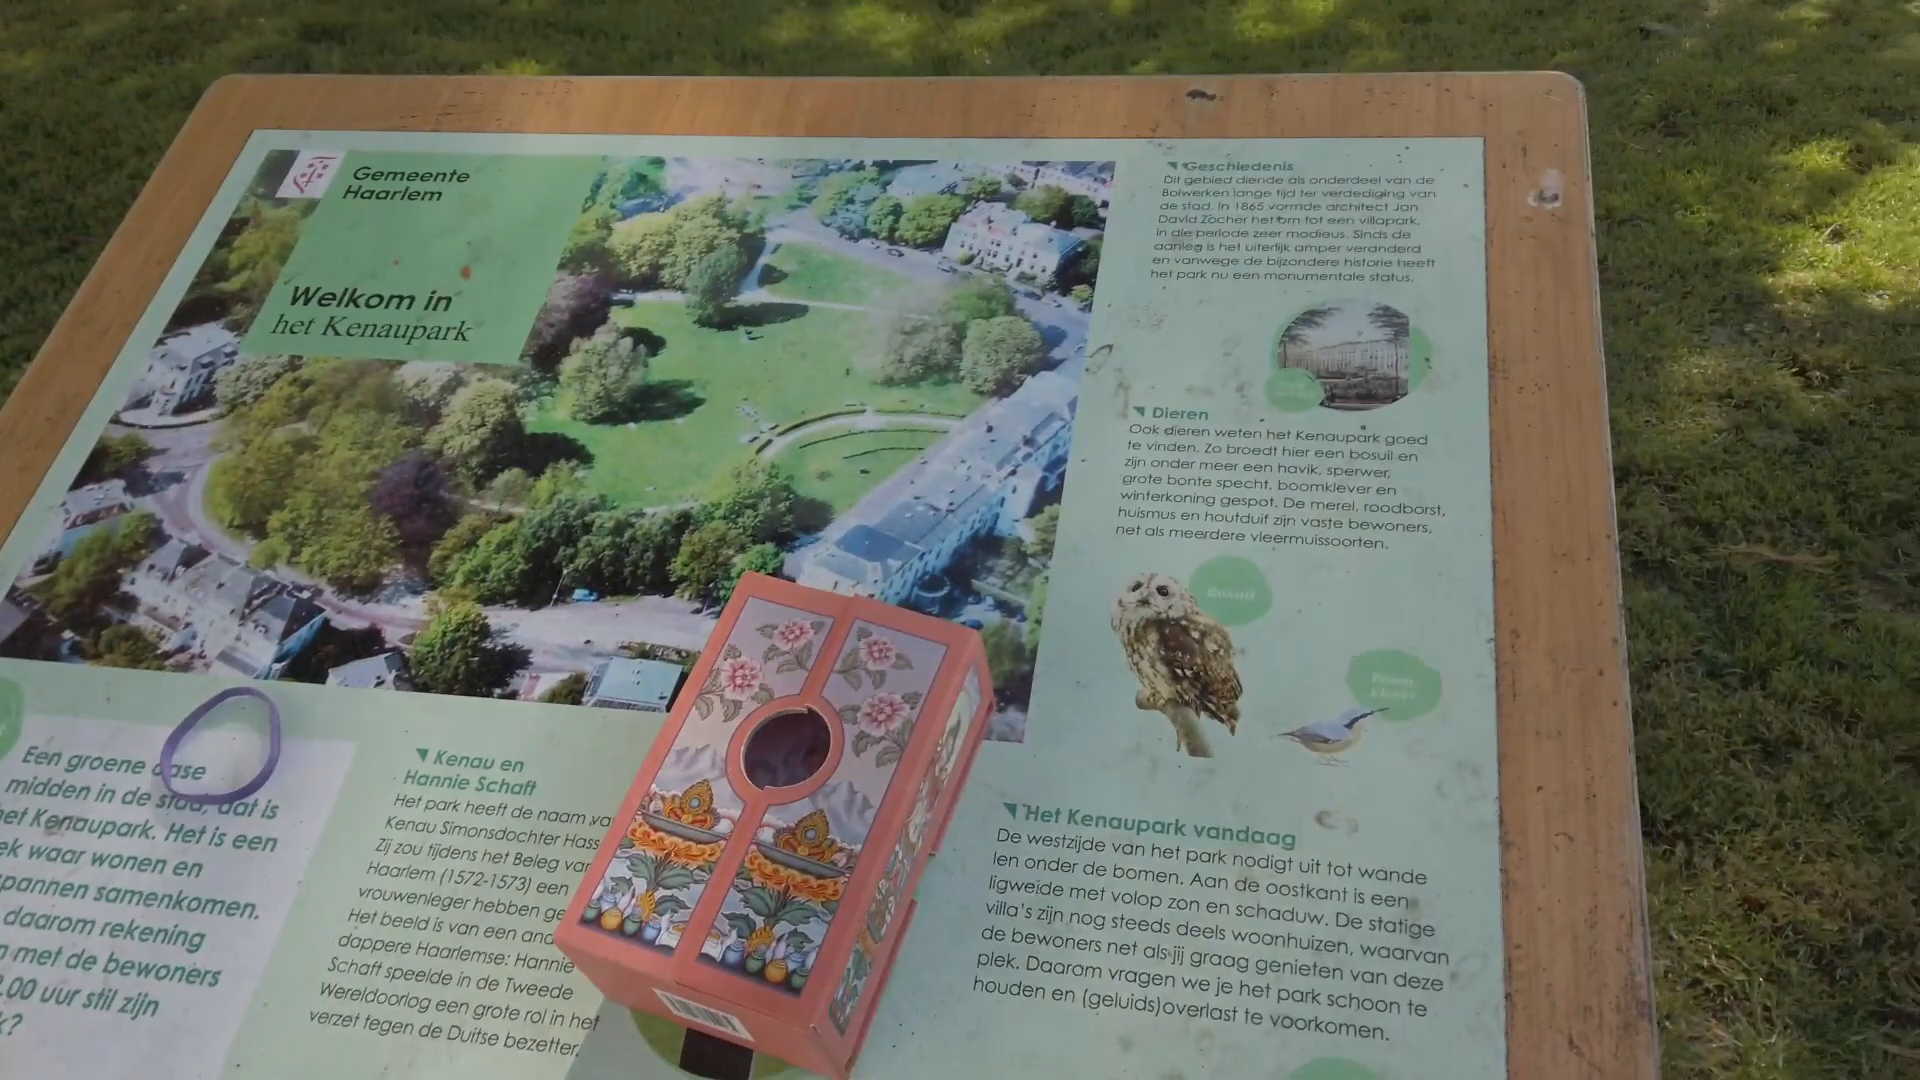 Gemeente
Haarlem
Welkom in
het Kenaupark
Geschiedenis
Dit gebied diende als onderdeel van de
Bolwerken lange tijd ter verdediging van
de stad. In 1865 vormde architect Jan
David Zocher het om tot een villapark,
in die periode zeer modieus. Sinds de
aanleg is het uiterlijk amper veranderd
en vanwege de bijzondere historie heeft
het park nu een monumentale status.
Dieren
Ook dieren weten het Kenaupark goed
te vinden. Zo broedt hier een bosuil en
zijn onder meer een havik, sperwer,
grote bonte specht, boomklever en
winterkoning gespot. De merel, roodborst,
huismus en houtduif zijn vaste bewoners,
net als meerdere vleermuissoorten.
Bosuil
Boom
klever
Een groene oase
midden in de stad, dat is
het Kenaupark. Het is een
waar wonen en
samenkomen.
daarom rekening
met de bewoners
uur stil zijn
Kenau en
Hannie Schaft
Het park heeft de naam
Kenau Simonsdochter
Zij zou tijdens het Beleg van
Haarlem (1572-1573) een
vrouwenleger hebben
Het beeld is van een
dappere Haarlemse: Hannie
Schaft speelde in de Tweede
Wereldoorlog een grote rol in het
verzet tegen de Duitse bezetter.
Het Kenaupark vandaag
De westzijde van het park nodigt uit tot wande
len onder de bomen. Aan de oostkant is een
ligweide met volop zon en schaduw. De statige
villa's zijn nog steeds deels woonhuizen, waarvan
de bewoners net als jij graag genieten van deze
plek. Daarom vragen we je het park schoon te
houden en (geluids)overlast te voorkomen.